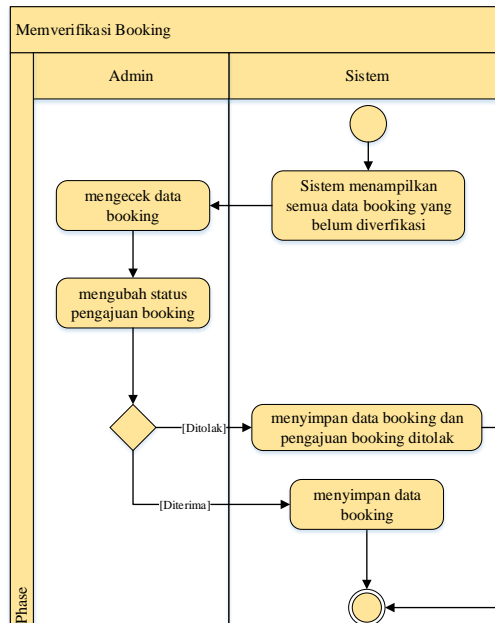 Memverifikasi Booking
Admin
Sistem
Sistem menampilkan
semua data booking yang
belum diverfikasi
mengecek data
booking
mengubah status
pengajuan booking
[Ditolak]
menyimpan data booking dan
pengajuan booking ditolak
[Diterima]
menyimpan data
booking
Phase